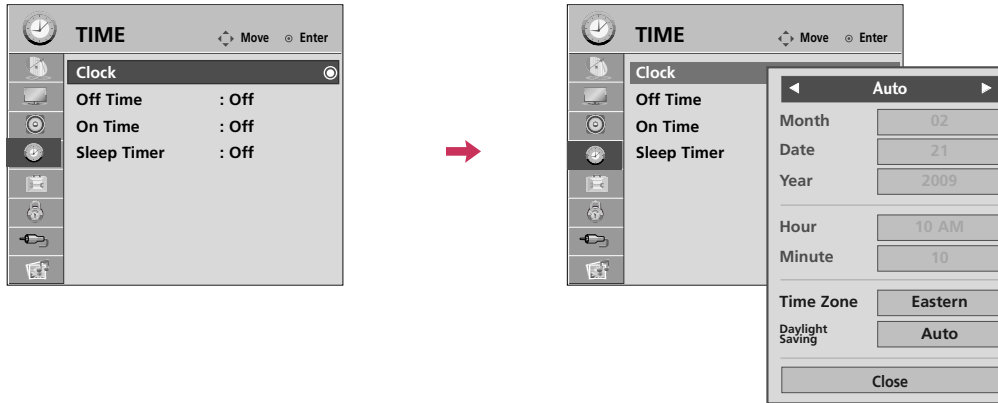 TIME
Move
Enter
Clock
Off Time : Off
On Time : Off
Sleep Timer : Off
TIME
Move
Enter
Clock
Off Time
On Time
Sleep Timer
Auto
Month 02
Date 21
Year 2009
Hour 10 AM
Minute 10
Time Zone Eastern
Daylight
Saving
Auto
Close